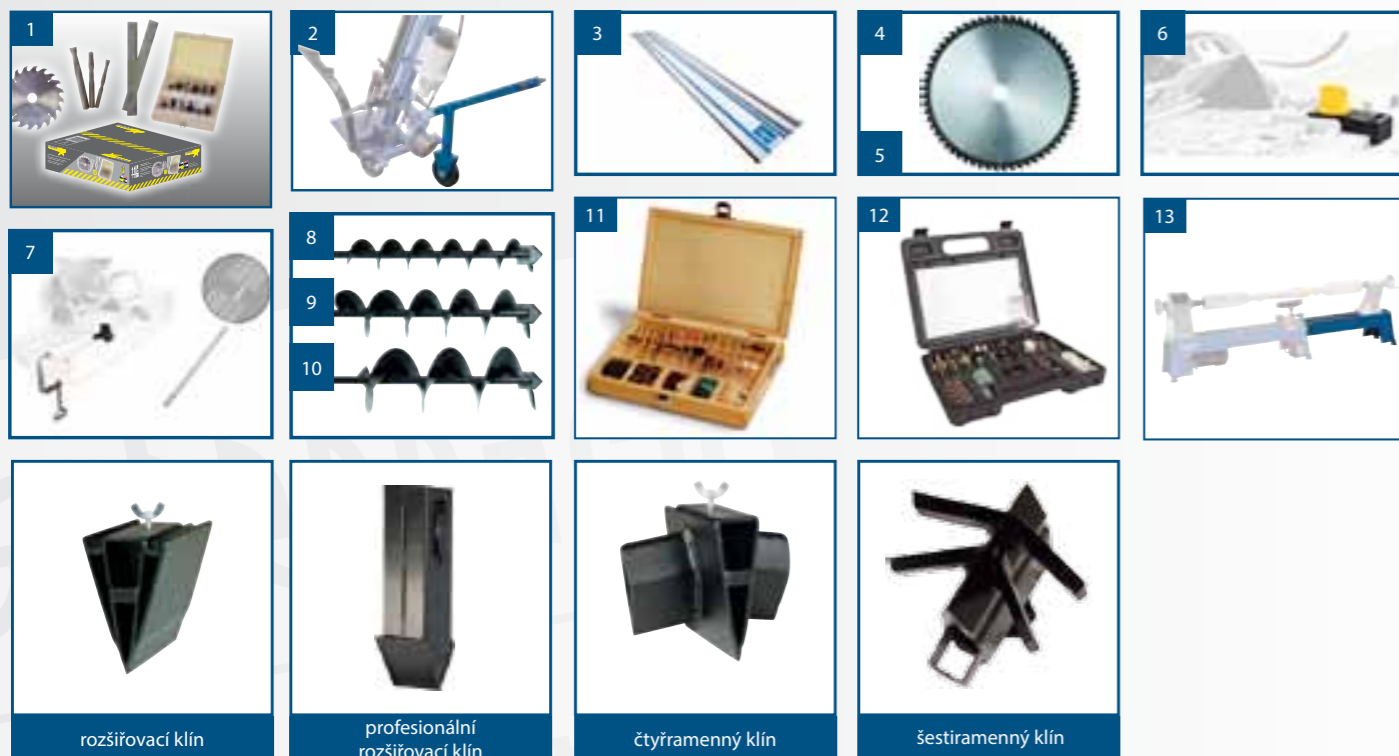 1
2
3
4
5
6
7
8
9
10
11
12
13
rozšiřovací klín
profesionální
rozšiřovací klín
čtyřramenný klín
šestiramenný klín